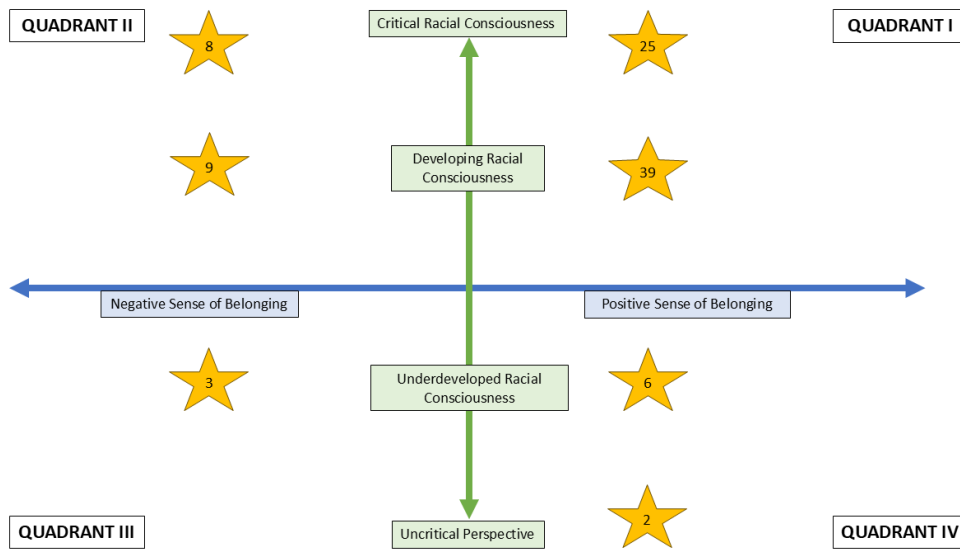 QUADRANT II
8
Critical Racial Consciousness
25
QUADRANT I
9
Developing Racial
Consciousness
39
Negative Sense of Belonging
Positive Sense of Belonging
3
Underdeveloped Racial
Consciousness
6
QUADRANT III
Uncritical Perspective
2
QUADRANT IV